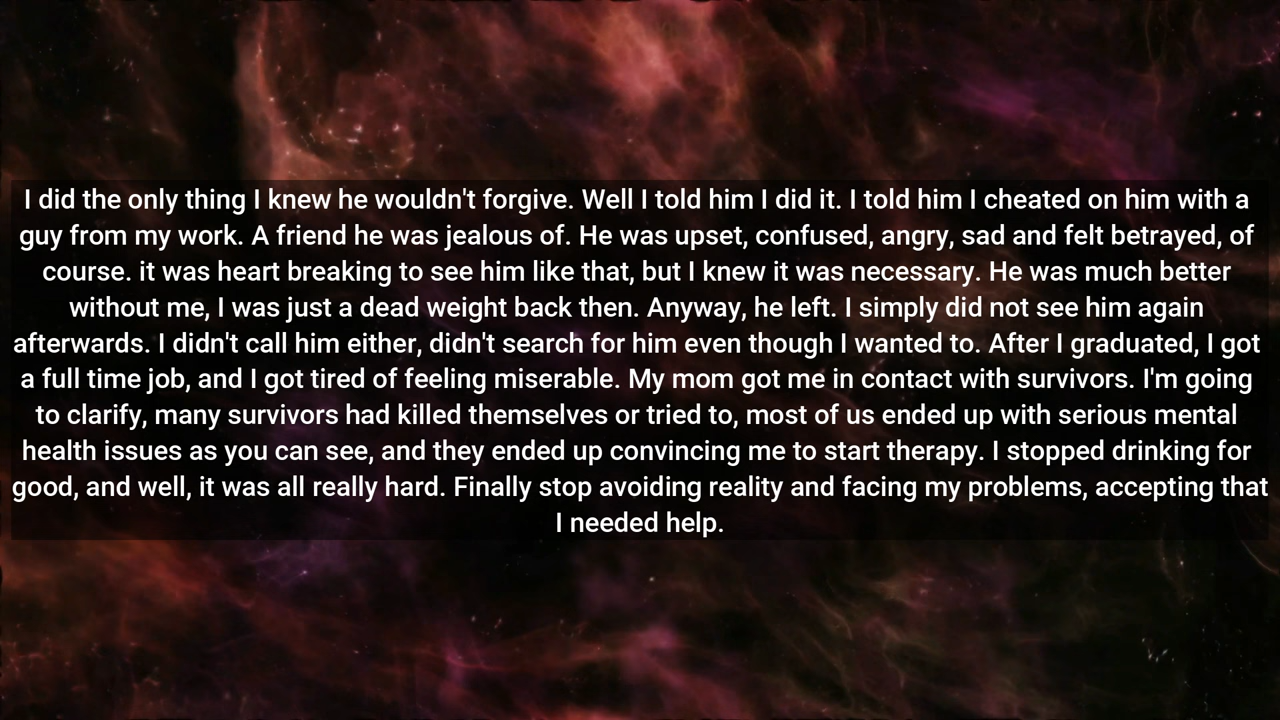 I did the only thing I knew he wouldn't forgive. Well I told him I did it. I told him I cheated on him with a
guy from my work. A friend he was jealous of. He was upset, confused, angry, sad and felt betrayed, of
course. it was heart breaking to see him like that, but I knew it was necessary. He was much better
without me, I was just a dead weight back then. Anyway, he left. I simply did not see him again
afterwards. I didn't call him either, didn't search for him even though I wanted to. After I graduated, I got
a full time job, and I got tired of feeling miserable. My mom got me in contact with survivors. I'm going
to clarify, many survivors had killed themselves or tried to, most of us ended up with serious mental
health issues as you can see, and they ended up convincing me to start therapy. I stopped drinking for
good, and well, it was all really hard. Finally stop avoiding reality and facing my problems, accepting that
I needed help.